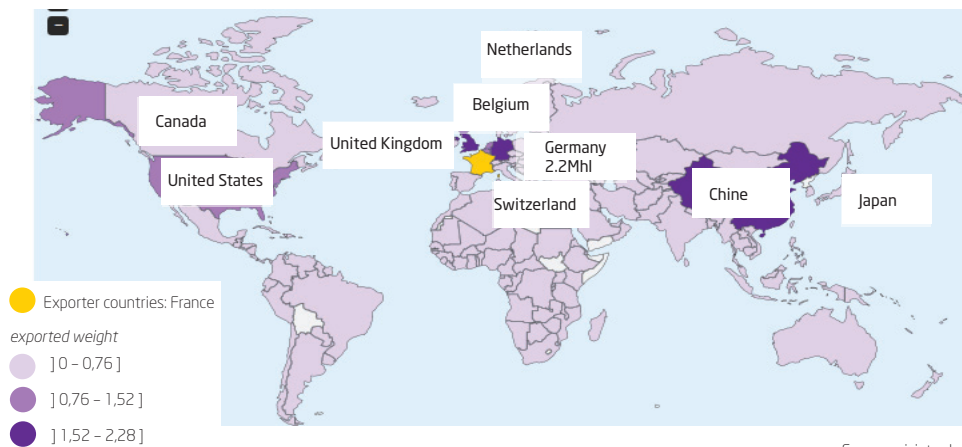 Netherlands
Belgium
Canada
United Kingdom
Germany
2.2Mhl
United States
Switzerland
Chine
Japan
Exporter countries: France
exported weight
] 0 – 0,76 ]
] 0,76 – 1,52 ]
] 1,52 – 2,28 ]